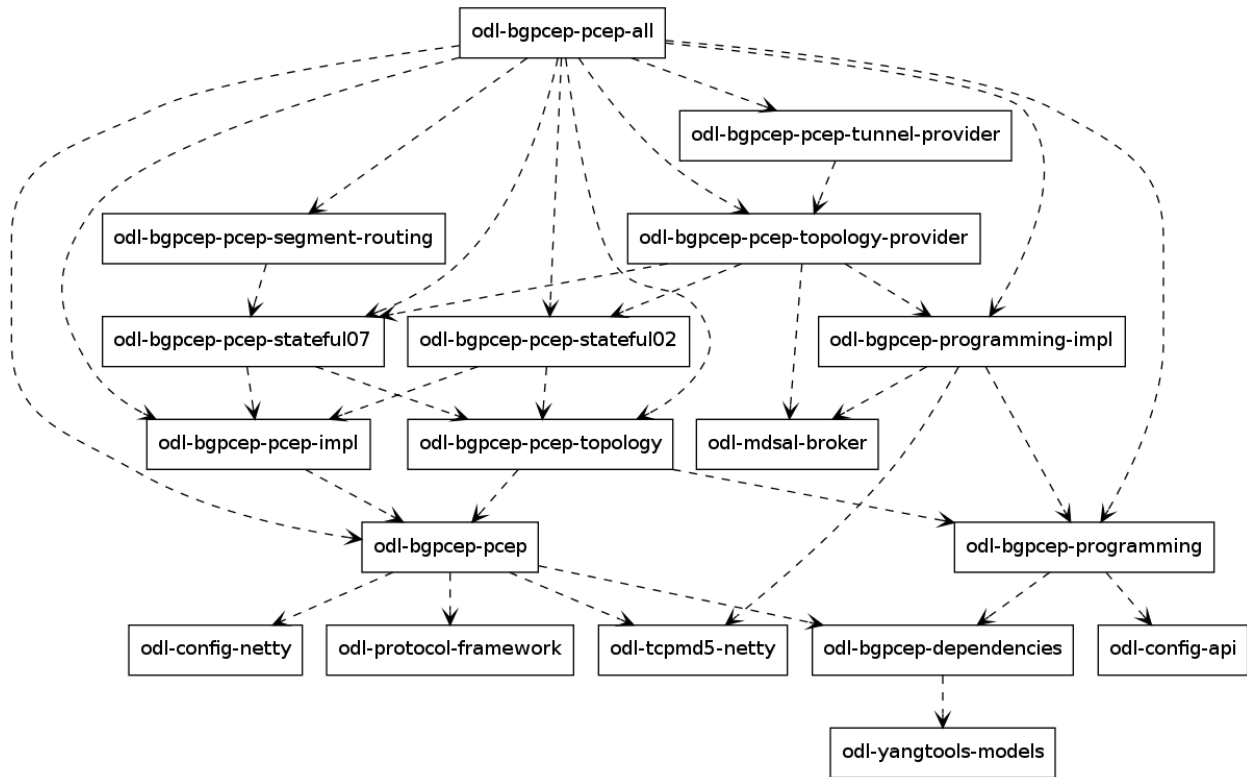 odl-bgpcep-pcep-all
odl-bgpcep-pcep-tunnel-provider
odl-bgpcep-pcep-segment-routing
odl-bgpcep-pcep-topology-provider
odl-bgpcep-pcep-stateful07
odl-bgpcep-pcep-stateful02
odl-bgpcep-programming-impl
odl-bgpcep-pcep-impl
odl-bgpcep-pcep-topology
odl-mdsal-broker
odl-bgpcep-pcep
odl-bgpcep-programming
odl-config-netty
odl-protocol-framework
odl-tcpmd5-netty
odl-bgpcep-dependencies
odl-config-api
odl-yangtools-models